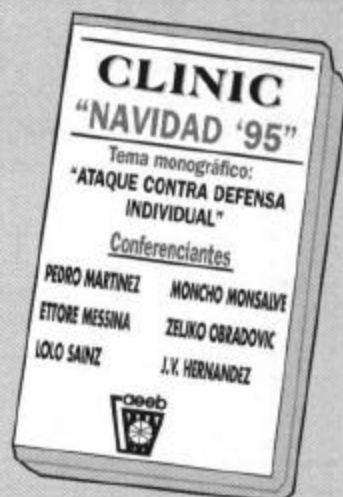 CLINIC
“NAVIDAD ‘95”
Tema monográfico:
“ATAQUE CONTRA DEFENSA
INDIVIDUAL”
Conferenciantes
PEDRO MARTINEZ MONCHO MONSALVE
ETTORE MESSINA ZELIKO OBRADOVIC
LOLO SAINZ J.V. HERNANDEZ
aeeb